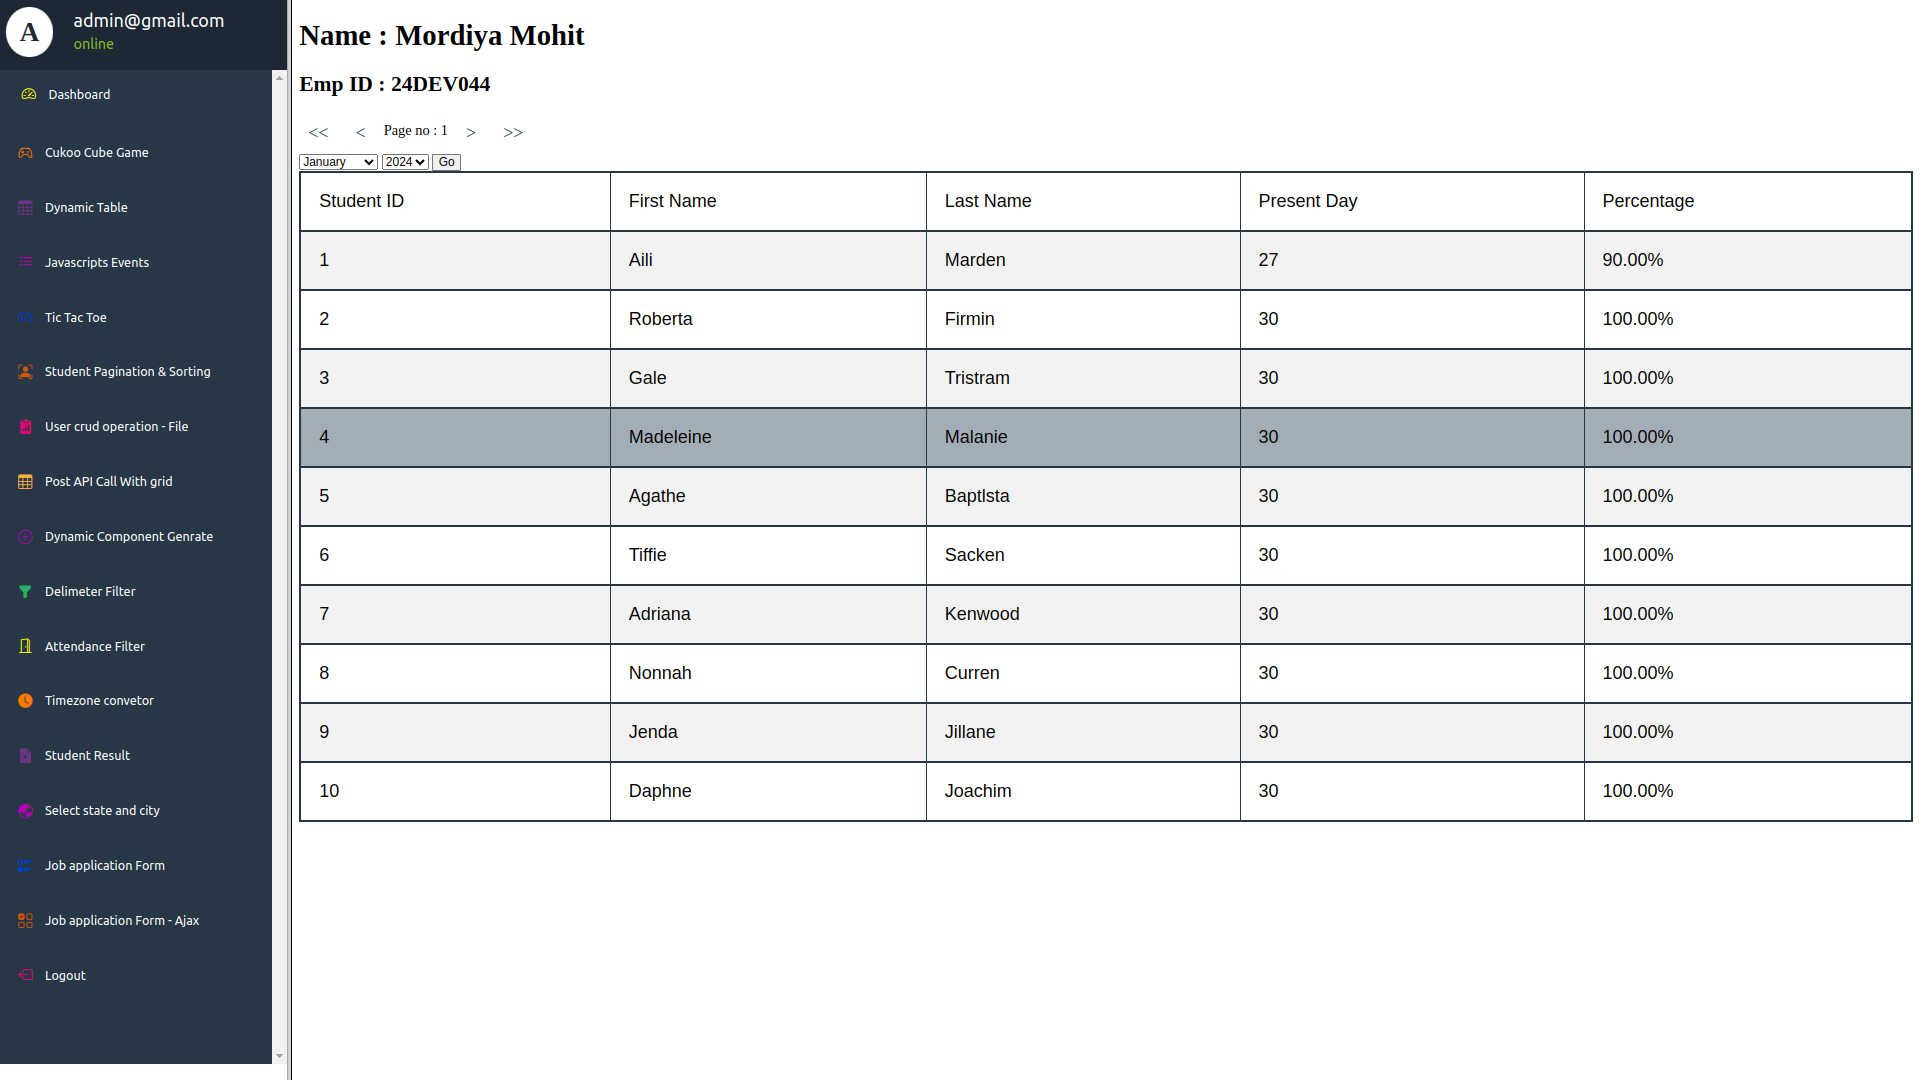 A
admin@gmail.com
online
Dashboard
Cukoo Cube Game
Dynamic Table
Javascripts Events
Tic Tac Toe
Student Pagination & Sorting
User crud operation - File
Post API Call With grid
Dynamic Component Genrate
Delimeter Filter
Attendance Filter
Timezone convetor
Student Result
Select state and city
Job application Form
Job application Form - Ajax
Logout
Name : Mordiya Mohit
Emp ID : 24DEV044
<< < Page no : 1 > >>
January 2024 Go
Student ID First Name Last Name Present Day Percentage
1 Aili Marden 27 90.00%
2 Roberta Firmin 30 100.00%
3 Gale Tristram 30 100.00%
4 Madeleine Malanie 30 100.00%
5 Agathe Baptlsta 30 100.00%
6 Tiffie Sacken 30 100.00%
7 Adriana Kenwood 30 100.00%
8 Nonnah Curren 30 100.00%
9 Jenda Jillane 30 100.00%
10 Daphne Joachim 30 100.00%